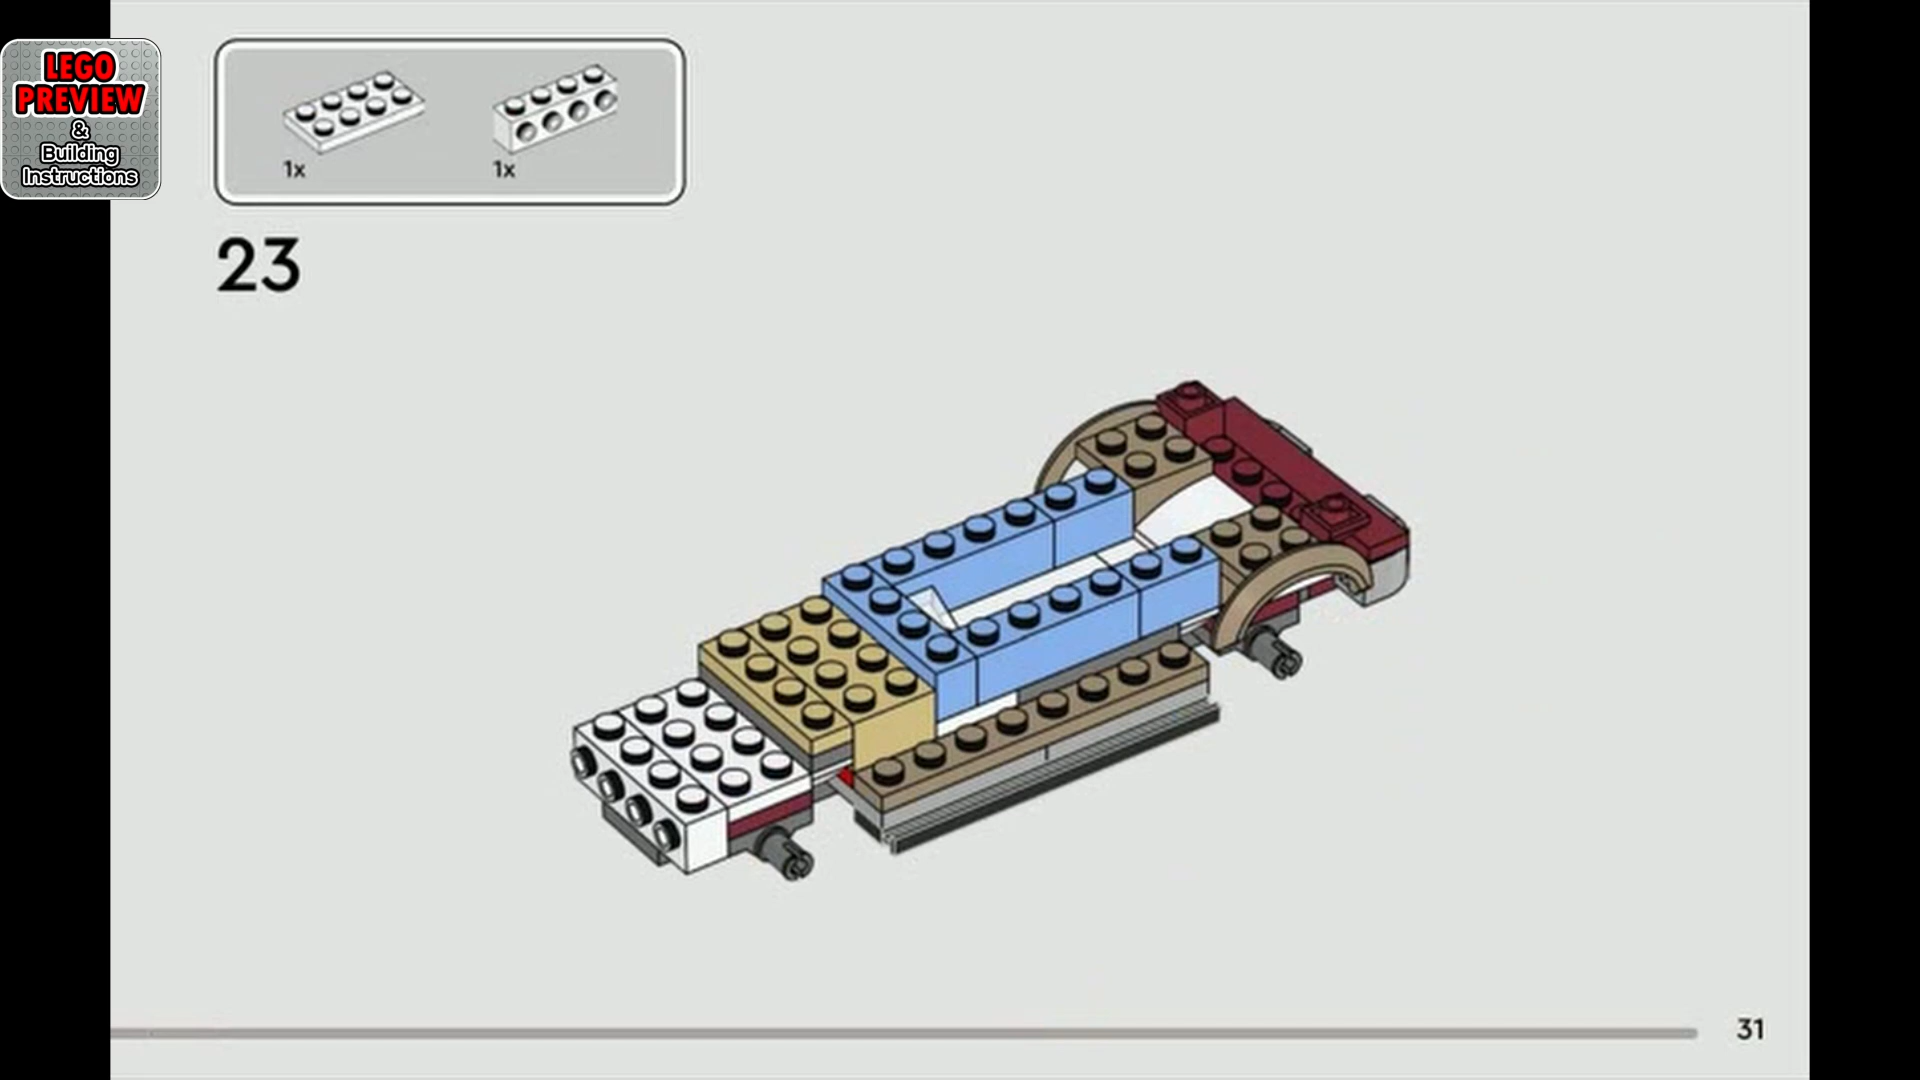 LEGO
PREVIEW
&
Building
Instructions
1x
1x
23
31